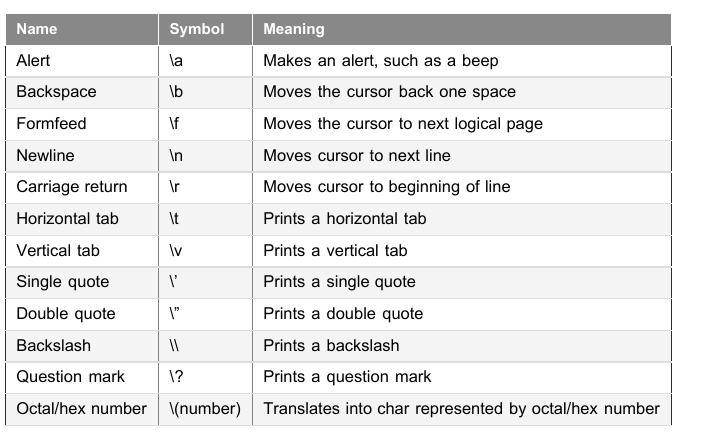 Name Symbol Meaning
Alert \a Makes an alert, such as a beep
Backspace \b Moves the cursor back one space
Formfeed \f Moves the cursor to next logical page
Newline \n Moves cursor to next line
Carriage return \r Moves cursor to beginning of line
Horizontal tab \t Prints a horizontal tab
Vertical tab \v Prints a vertical tab
Single quote \’ Prints a single quote
Double quote \” Prints a double quote
Backslash \\ Prints a backslash
Question mark \? Prints a question mark
Octal/hex number \(number) Translates into char represented by octal/hex number